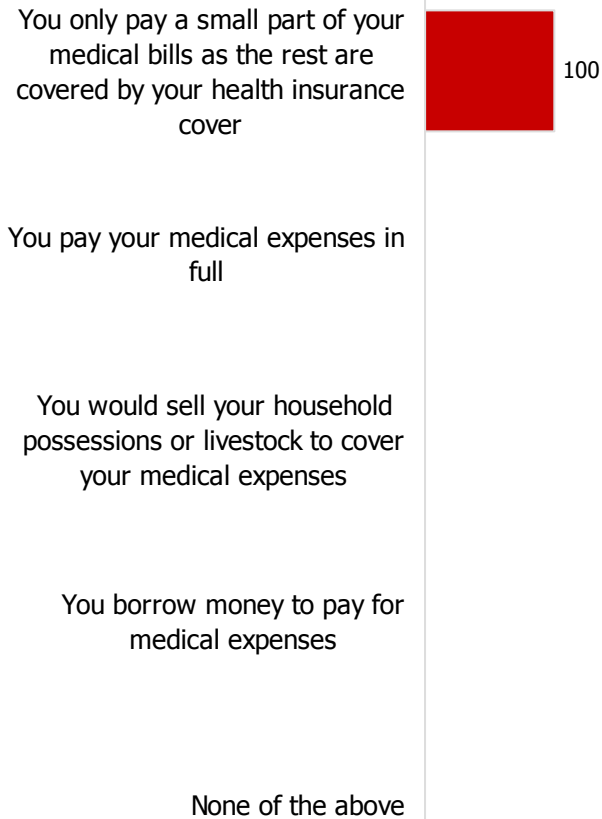 You only pay a small part of your
medical bills as the rest are
covered by your health insurance
cover
100
You pay your medical expenses in
full
You would sell your household
possessions or livestock to cover
your medical expenses
You borrow money to pay for
medical expenses
None of the above